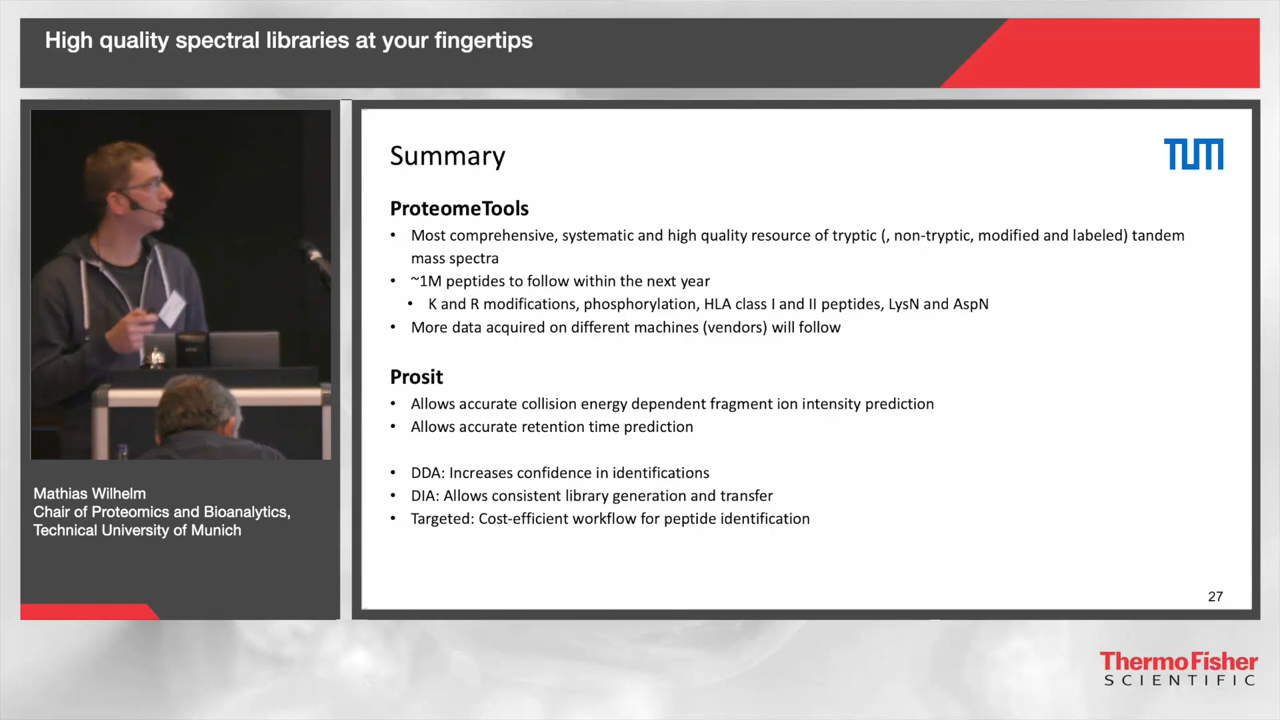 High quality spectral libraries at your fingertips
Summary
TUM
ProteomeTools
• Most comprehensive, systematic and high quality resource of tryptic (, non-tryptic, modified and labeled) tandem
mass spectra
• ~1M peptides to follow within the next year
• K and R modifications, phosphorylation, HLA class I and II peptides, LysN and AspN
• More data acquired on different machines (vendors) will follow
Prosit
• Allows accurate collision energy dependent fragment ion intensity prediction
• Allows accurate retention time prediction
• DDA: Increases confidence in identifications
• DIA: Allows consistent library generation and transfer
• Targeted: Cost-efficient workflow for peptide identification
27
Mathias Wilhelm
Chair of Proteomics and Bioanalytics,
Technical University of Munich
ThermoFisher
SCIENTIFIC